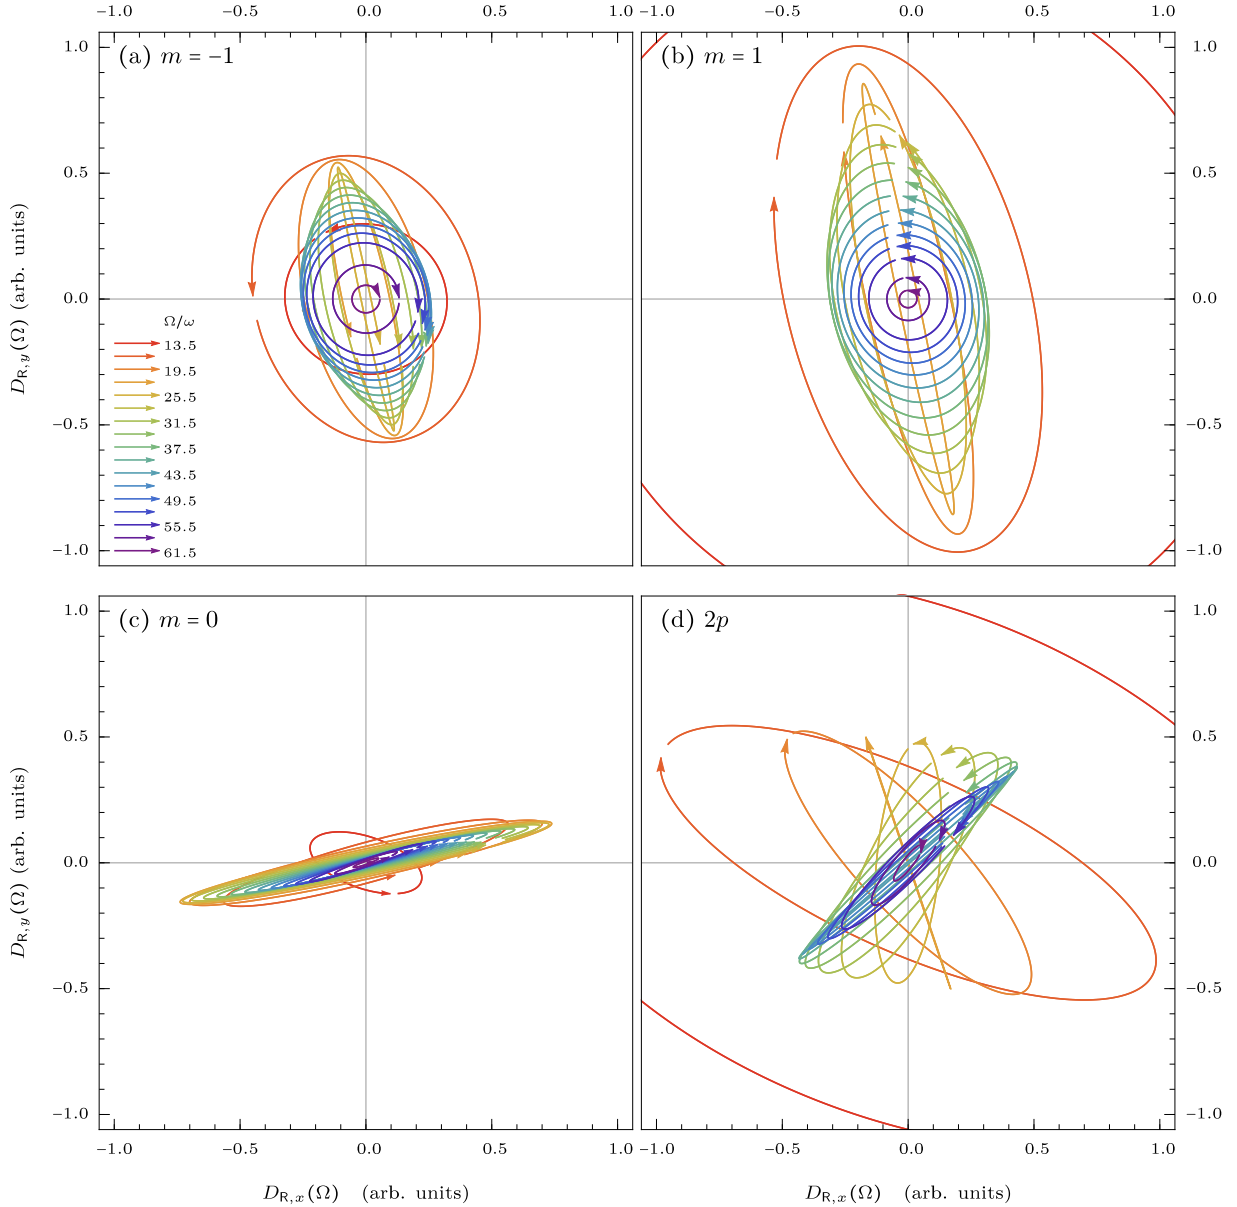 −1.0 −0.5 0.0 0.5 1.0 −1.0 −0.5 0.0 0.5 1.0
(a) m = −1
(b) m = 1
1.0 1.0
0.5 0.5
0.0 0.0
−0.5 −0.5
−1.0 −1.0
D_R,y(Ω) (arb. units)
Ω/ω
13.5
19.5
25.5
31.5
37.5
43.5
49.5
55.5
61.5
(c) m = 0
(d) 2p
1.0 1.0
0.5 0.5
0.0 0.0
−0.5 −0.5
−1.0 −1.0
D_R,y(Ω) (arb. units)
−1.0 −0.5 0.0 0.5 1.0 −1.0 −0.5 0.0 0.5 1.0
D_R,x(Ω) (arb. units) D_R,x(Ω) (arb. units)